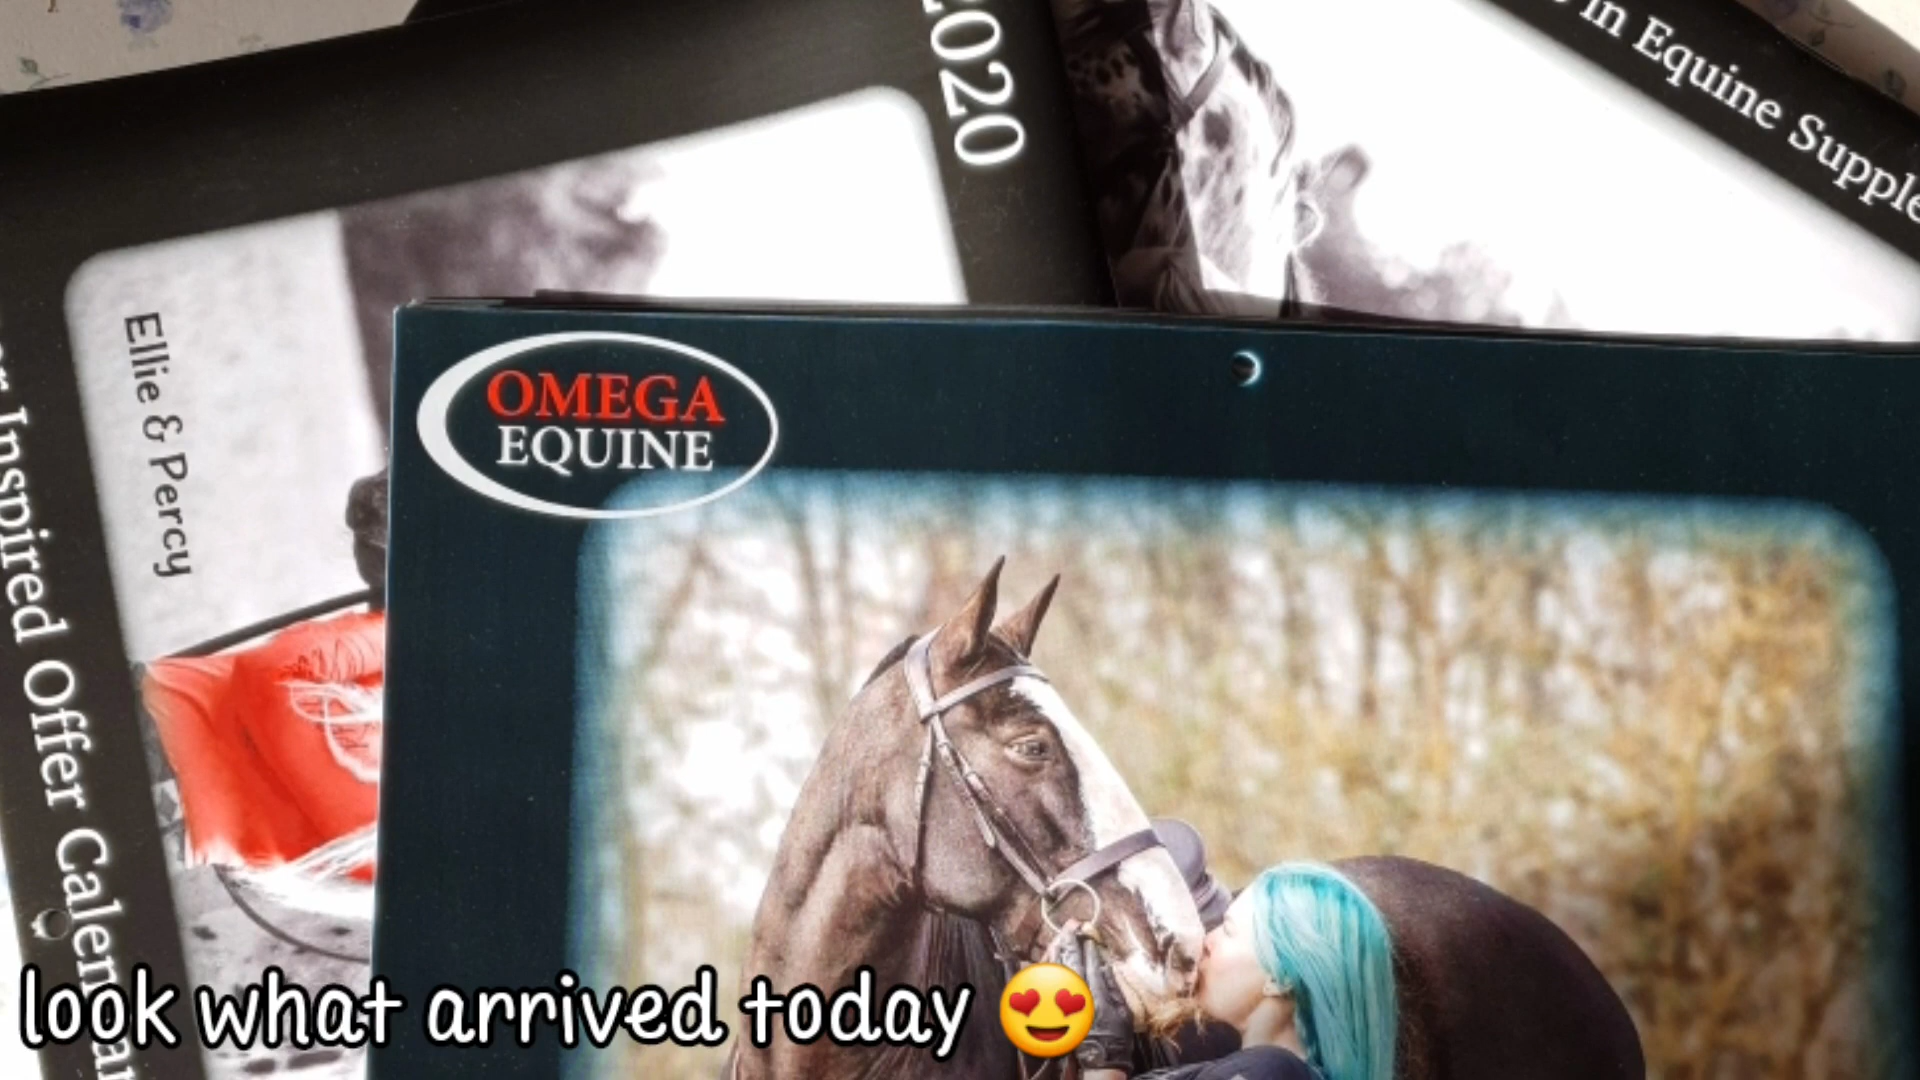 2020
in Equine Supple
Ellie & Percy
Inspired Offer Calen
OMEGA
EQUINE
look what arrived today 😍